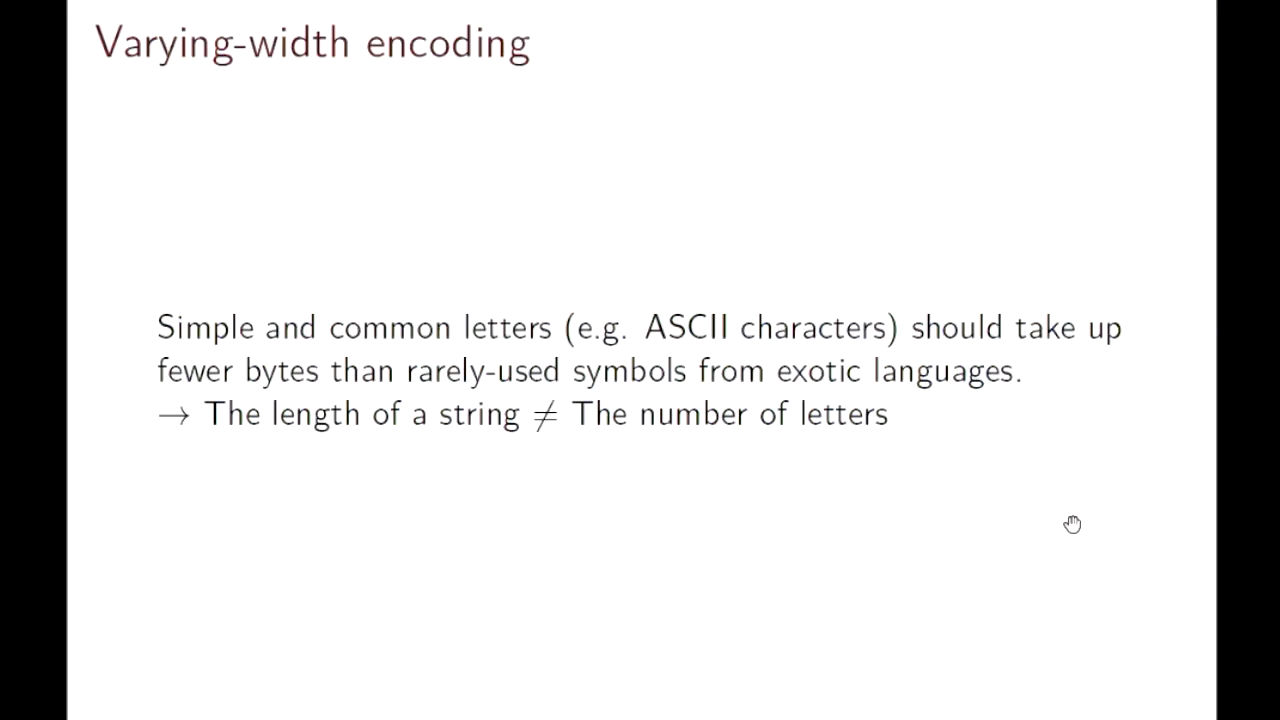 Varying-width encoding
Simple and common letters (e.g. ASCII characters) should take up
fewer bytes than rarely-used symbols from exotic languages.
→ The length of a string ≠ The number of letters